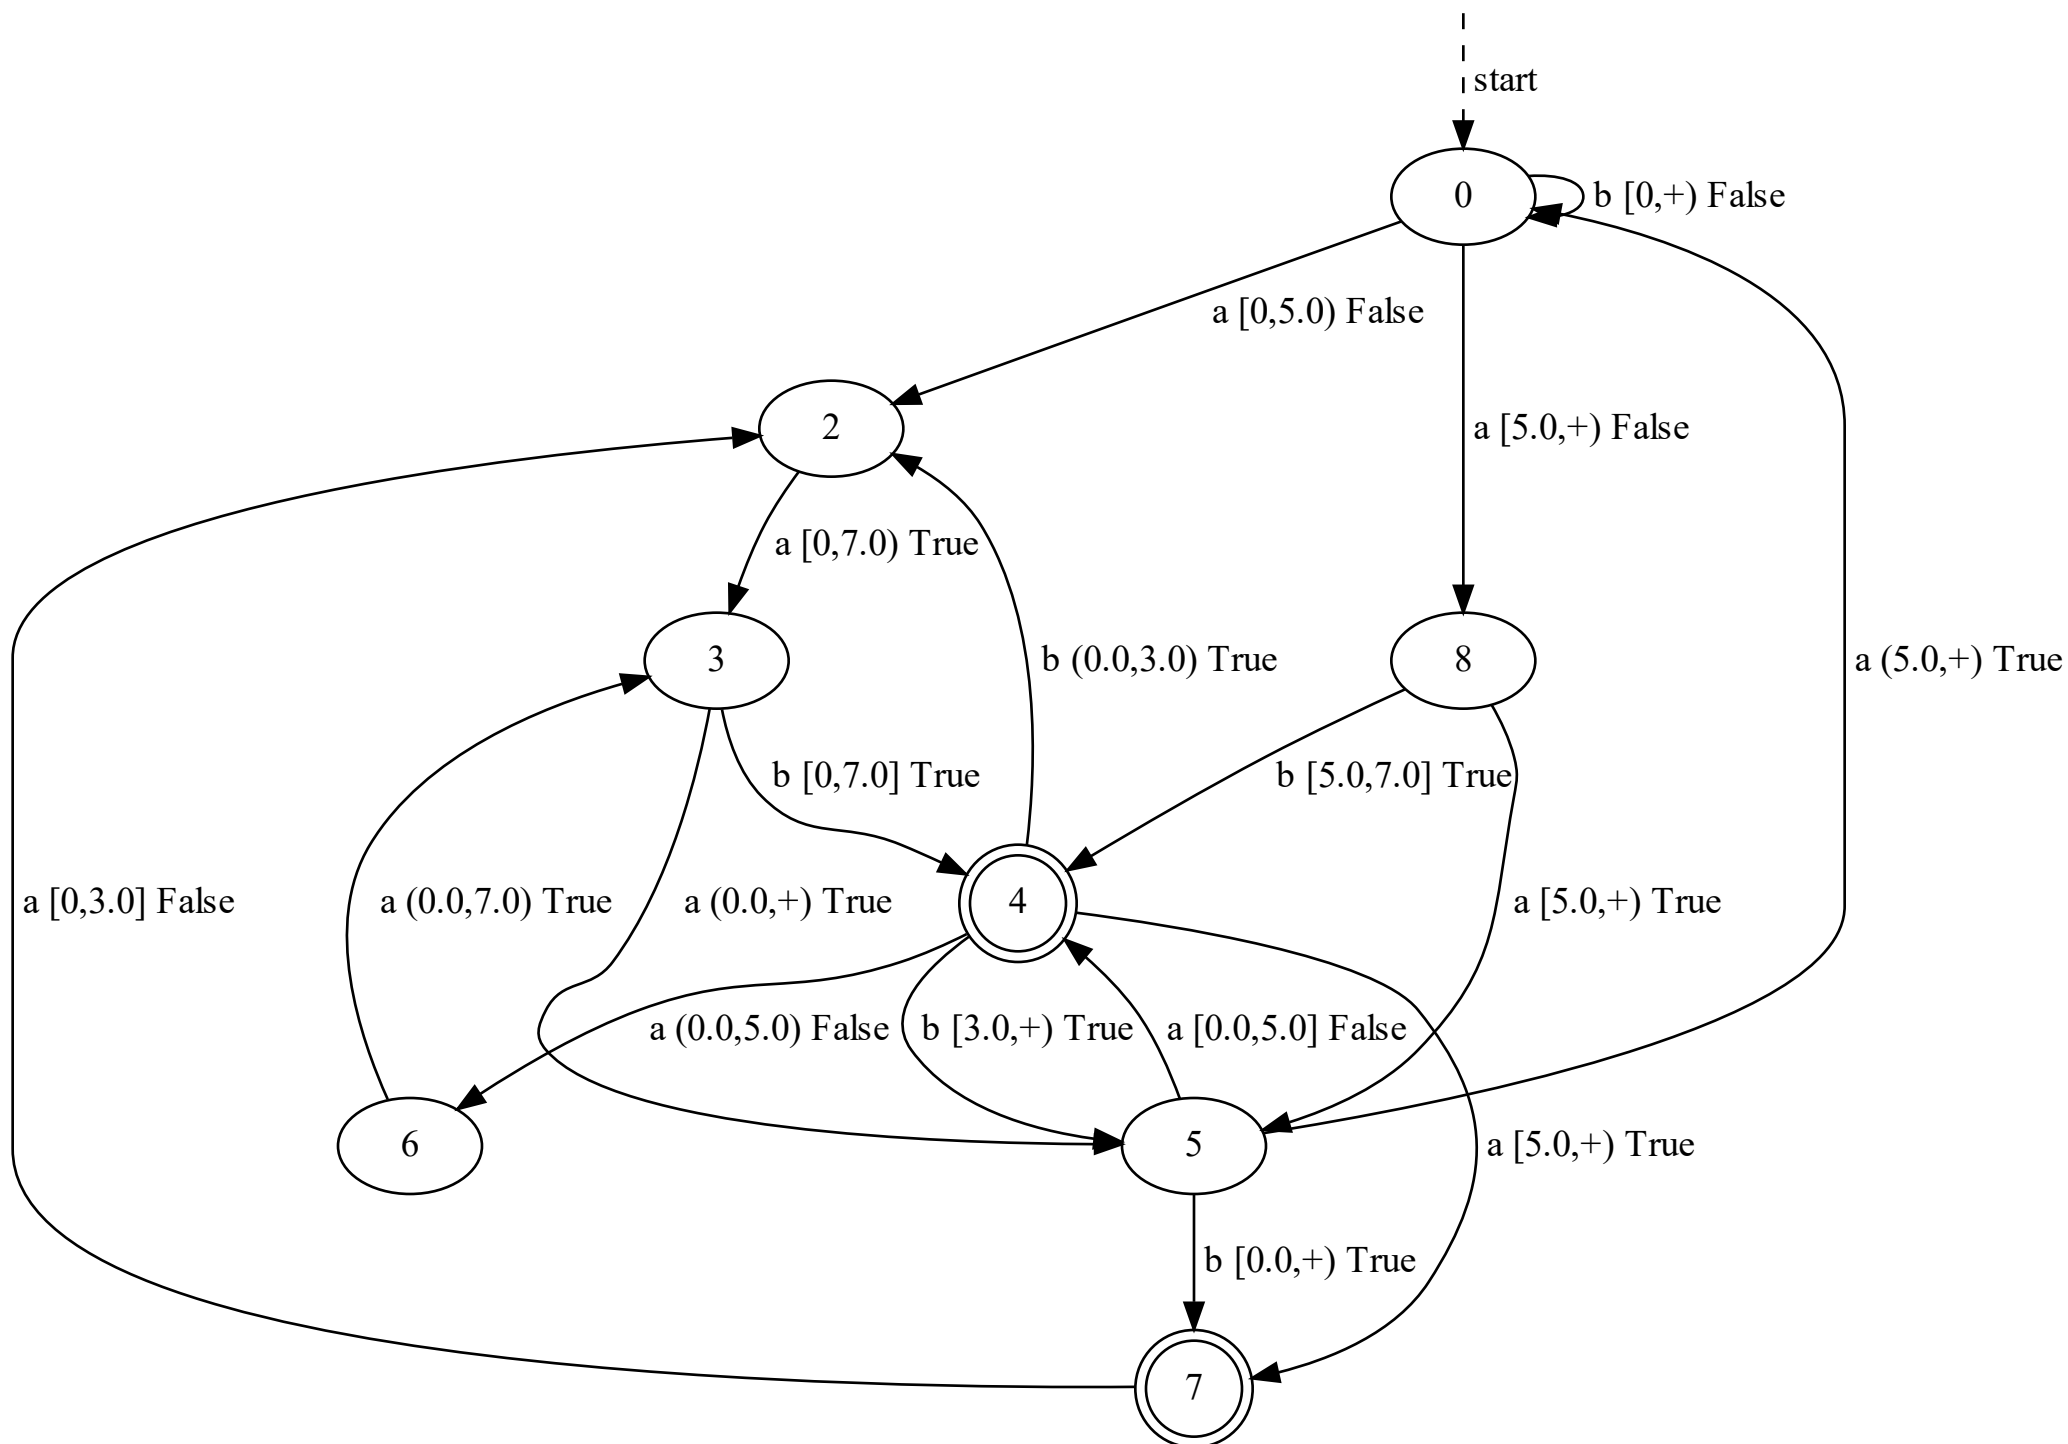 start
0
b [0,+) False
a [0,5.0) False
2
a [5.0,+) False
a [0,7.0) True
3
b (0.0,3.0) True
8
a (5.0,+) True
b [0,7.0] True
b [5.0,7.0] True
a [0,3.0] False
a (0.0,7.0) True
a (0.0,+) True
4
a [5.0,+) True
a (0.0,5.0) False
b [3.0,+) True
a [0.0,5.0] False
6
5
a [5.0,+) True
b [0.0,+) True
7